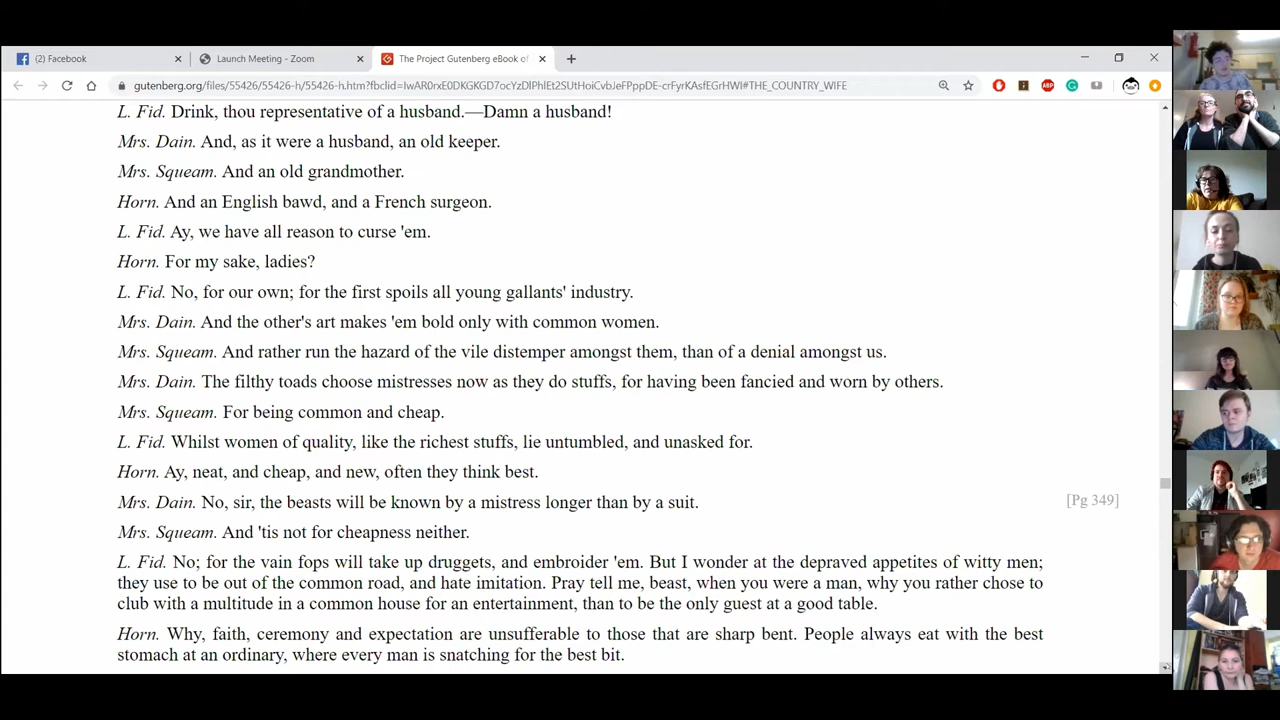 (2) Facebook
Launch Meeting - Zoom
The Project Gutenberg eBook of
gutenberg.org/files/55426/55426-h/55426-h.htm?fbclid=IwAR0rxE0DKGKGD7ocYzDlPhlEt2SUtHoiCvbJeFPppDE-crFyrKAsfEGrHWI#THE_COUNTRY_WIFE
L. Fid. Drink, thou representative of a husband.—Damn a husband!
Mrs. Dain. And, as it were a husband, an old keeper.
Mrs. Squeam. And an old grandmother.
Horn. And an English bawd, and a French surgeon.
L. Fid. Ay, we have all reason to curse 'em.
Horn. For my sake, ladies?
L. Fid. No, for our own; for the first spoils all young gallants' industry.
Mrs. Dain. And the other's art makes 'em bold only with common women.
Mrs. Squeam. And rather run the hazard of the vile distemper amongst them, than of a denial amongst us.
Mrs. Dain. The filthy toads choose mistresses now as they do stuffs, for having been fancied and worn by others.
Mrs. Squeam. For being common and cheap.
L. Fid. Whilst women of quality, like the richest stuffs, lie untumbled, and unasked for.
Horn. Ay, neat, and cheap, and new, often they think best.
Mrs. Dain. No, sir, the beasts will be known by a mistress longer than by a suit.
[Pg 349]
Mrs. Squeam. And 'tis not for cheapness neither.
L. Fid. No; for the vain fops will take up druggets, and embroider 'em. But I wonder at the depraved appetites of witty men;
they use to be out of the common road, and hate imitation. Pray tell me, beast, when you were a man, why you rather chose to
club with a multitude in a common house for an entertainment, than to be the only guest at a good table.
Horn. Why, faith, ceremony and expectation are unsufferable to those that are sharp bent. People always eat with the best
stomach at an ordinary, where every man is snatching for the best bit.